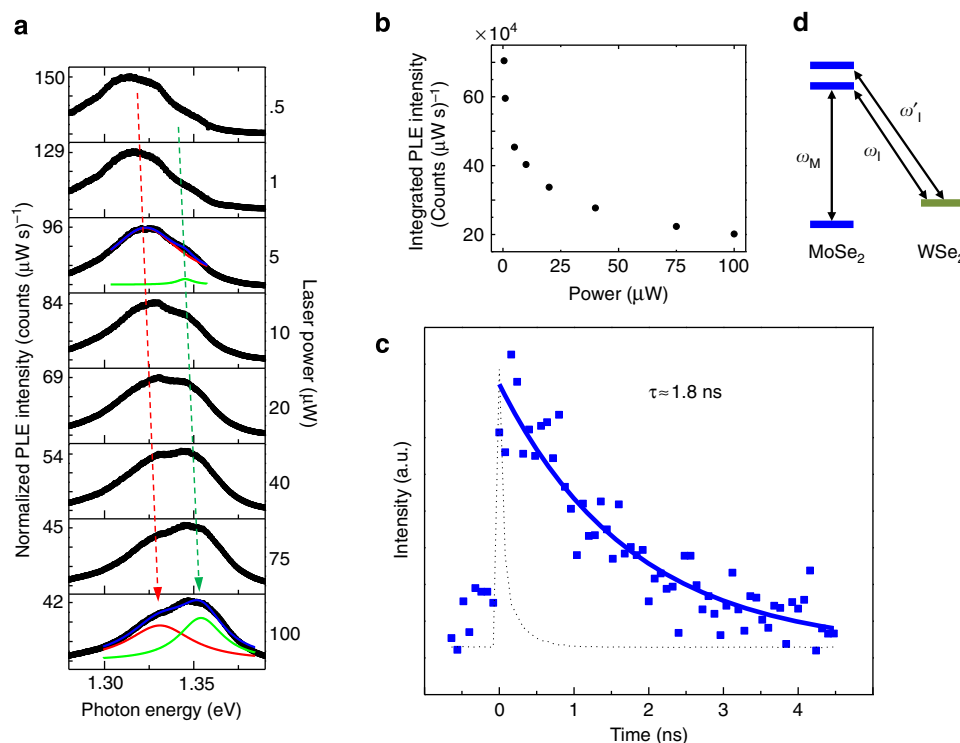 a
Normalized PLE intensity (counts (μW s)⁻¹)
150
.5
129
1
96
5
84
10
69
20
54
40
45
75
42
100
Laser power (μW)
1.30 1.35
Photon energy (eV)
b
×10⁴
Integrated PLE intensity
(Counts (μW s)⁻¹)
80
60
40
20
0 25 50 75 100
Power (μW)
c
τ≈1.8 ns
Intensity (a.u.)
0 1 2 3 4
Time (ns)
d
ω'I
ωM
ωI
MoSe₂ WSe₂